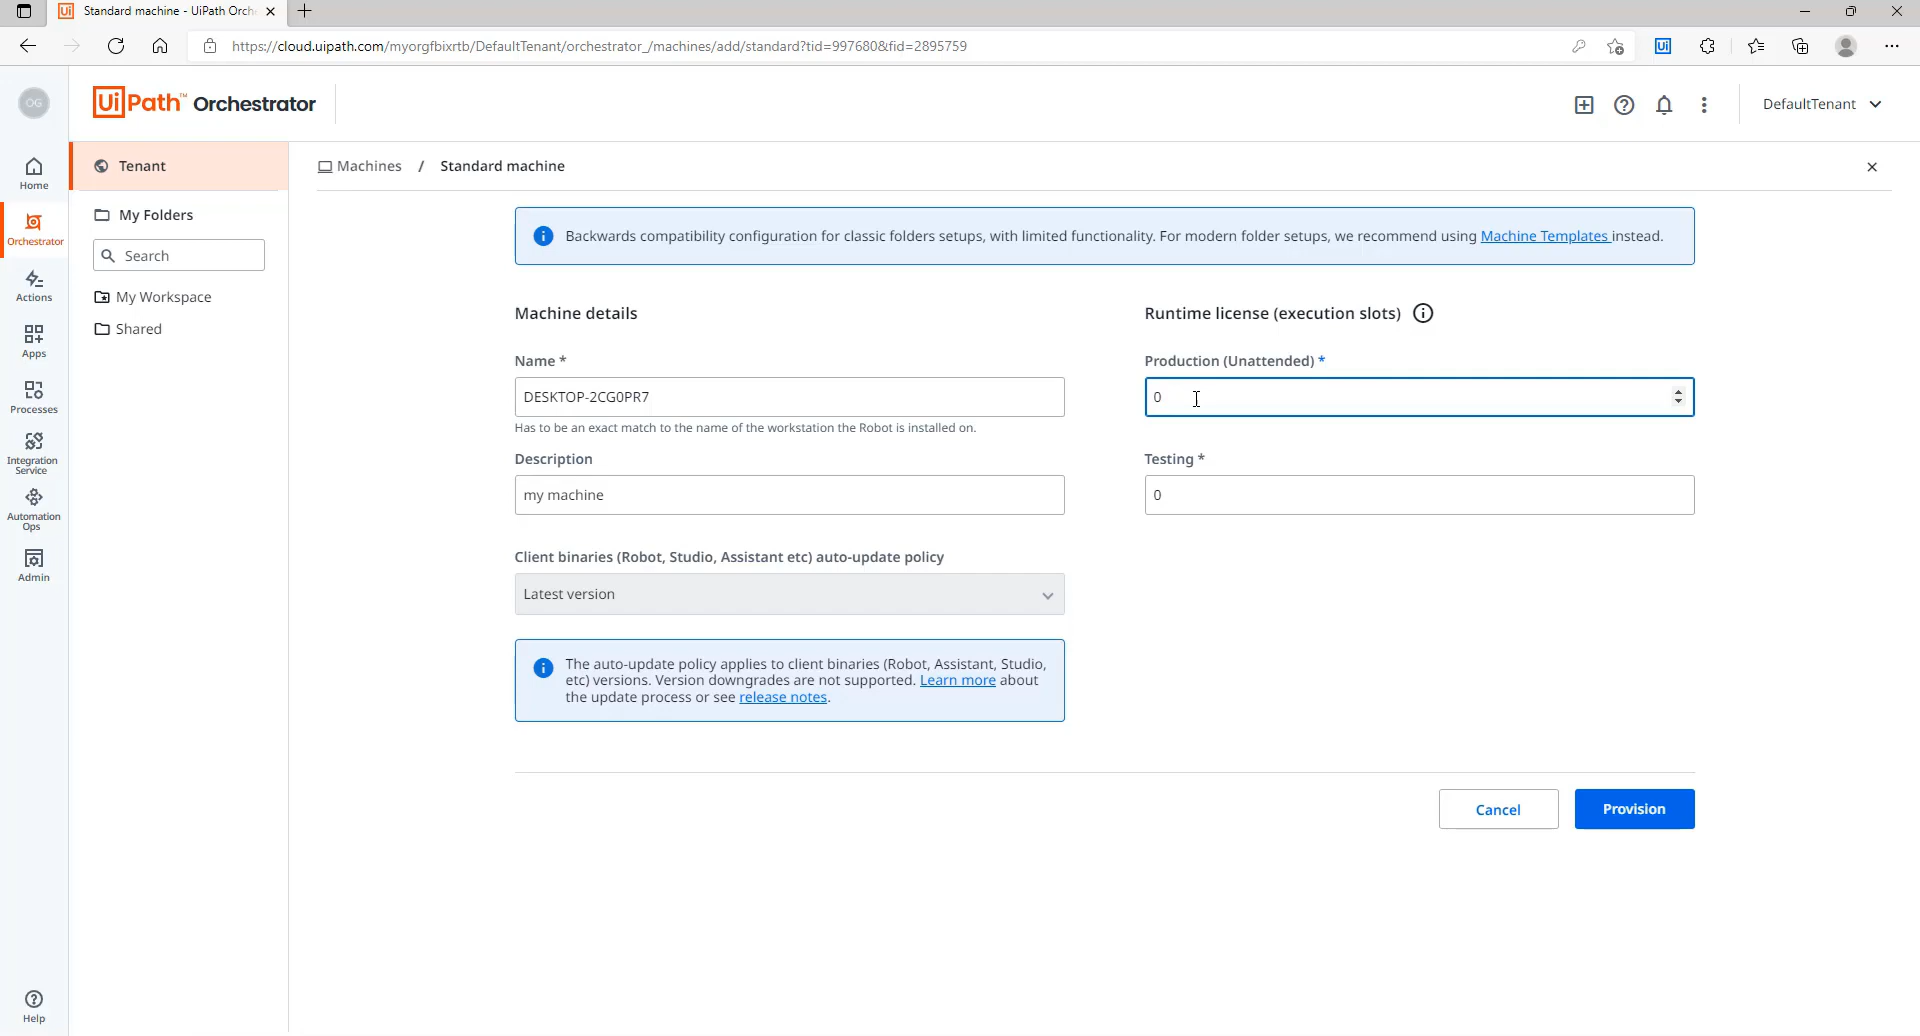 Standard machine - UiPath Orch
https://cloud.uipath.com/myorgfbixrtb/DefaultTenant/orchestrator_/machines/add/standard?tid=997680&fid=2895759
Ui
OG
UiPath™ Orchestrator
DefaultTenant
Home
Orchestrator
Actions
Apps
Processes
Integration
Service
Automation
Ops
Admin
Help
Tenant
My Folders
Search
My Workspace
Shared
Machines / Standard machine
Backwards compatibility configuration for classic folders setups, with limited functionality. For modern folder setups, we recommend using Machine Templates instead.
Machine details
Name *
DESKTOP-2CG0PR7
Has to be an exact match to the name of the workstation the Robot is installed on.
Description
my machine
Client binaries (Robot, Studio, Assistant etc) auto-update policy
Latest version
The auto-update policy applies to client binaries (Robot, Assistant, Studio,
etc) versions. Version downgrades are not supported. Learn more about
the update process or see release notes.
Runtime license (execution slots)
Production (Unattended) *
0
Testing *
0
Cancel
Provision